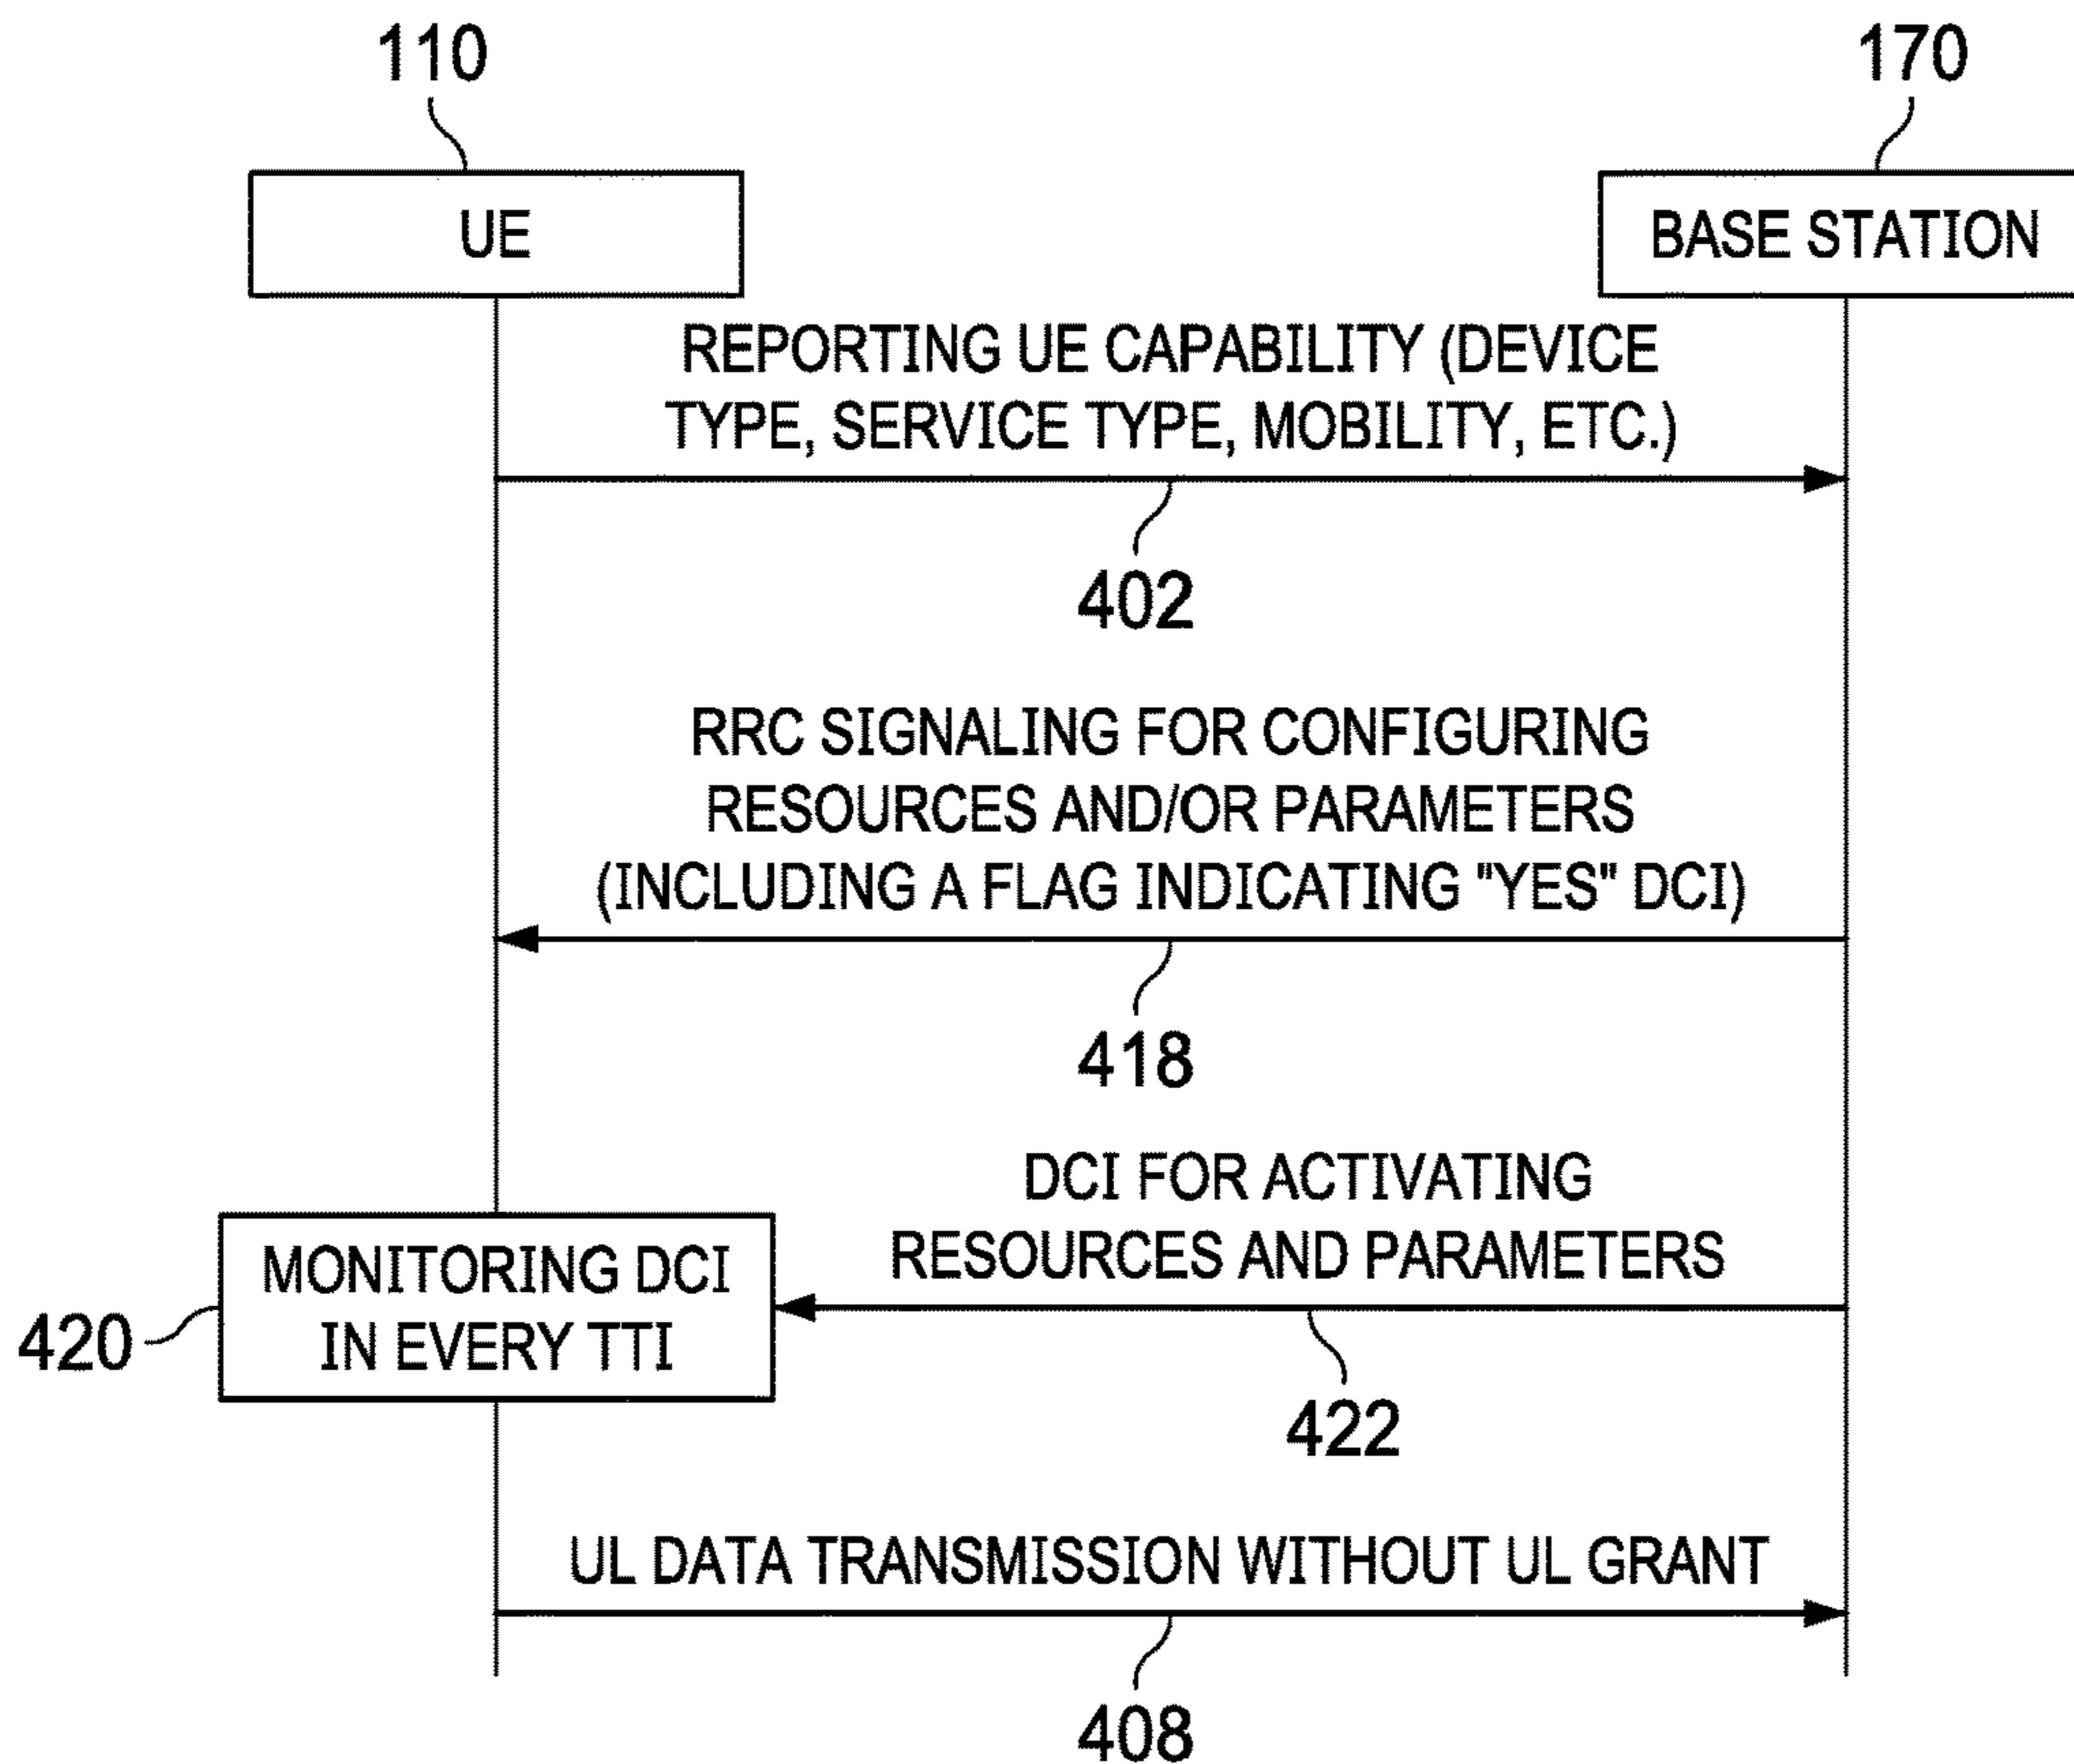 110
170
UE
BASE STATION
REPORTING UE CAPABILITY (DEVICE
TYPE, SERVICE TYPE, MOBILITY, ETC.)
402
RRC SIGNALING FOR CONFIGURING
RESOURCES AND/OR PARAMETERS
(INCLUDING A FLAG INDICATING "YES" DCI)
418
DCI FOR ACTIVATING
RESOURCES AND PARAMETERS
MONITORING DCI
IN EVERY TTI
420
422
UL DATA TRANSMISSION WITHOUT UL GRANT
408